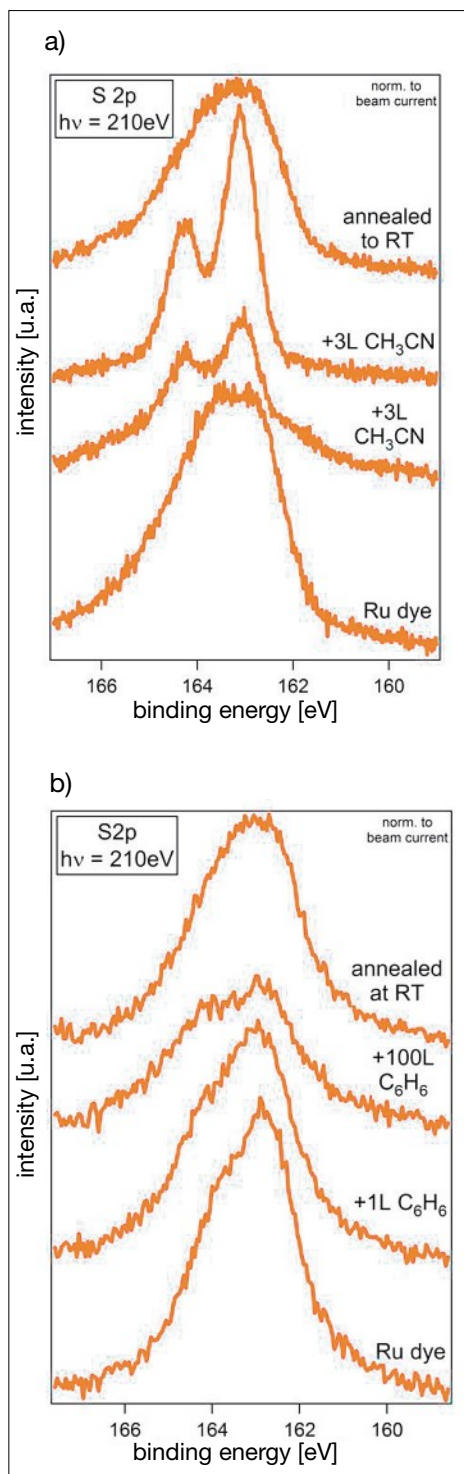 a)
S 2p
hν = 210eV
norm. to
beam current
annealed
to RT
+3L CH₃CN
+3L
CH₃CN
Ru dye
intensity [u.a.]
166 164 162 160
binding energy [eV]
b)
S2p
hν = 210eV
norm. to
beam current
annealed
at RT
+100L
C₆H₆
+1L C₆H₆
Ru dye
intensity [u.a.]
166 164 162 160
binding energy [eV]